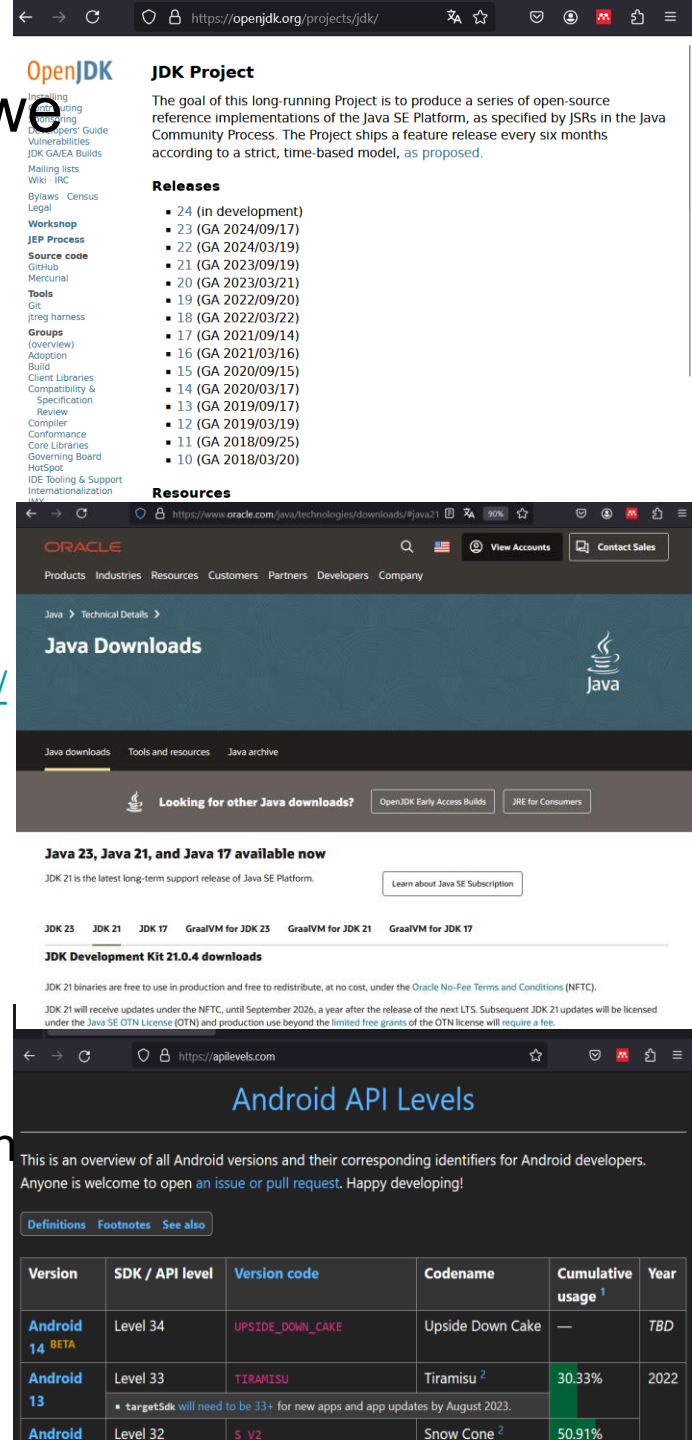 https://openjdk.org/projects/jdk/
OpenJDK
we
Installing
Contributing
Sponsoring
Developers' Guide
Vulnerabilities
JDK GA/EA Builds
Mailing lists
Wiki · IRC
Bylaws · Census
Legal
Workshop
JEP Process
Source code
GitHub
Mercurial
Tools
Git
jtreg harness
Groups
(overview)
Adoption
Build
Client Libraries
Compatibility &
Specification
Review
Compiler
Conformance
Core Libraries
Governing Board
HotSpot
IDE Tooling & Support
Internationalization
JMX
JDK Project
The goal of this long-running Project is to produce a series of open-source
reference implementations of the Java SE Platform, as specified by JSRs in the Java
Community Process. The Project ships a feature release every six months
according to a strict, time-based model, as proposed.
Releases
▪ 24 (in development)
▪ 23 (GA 2024/09/17)
▪ 22 (GA 2024/03/19)
▪ 21 (GA 2023/09/19)
▪ 20 (GA 2023/03/21)
▪ 19 (GA 2022/09/20)
▪ 18 (GA 2022/03/22)
▪ 17 (GA 2021/09/14)
▪ 16 (GA 2021/03/16)
▪ 15 (GA 2020/09/15)
▪ 14 (GA 2020/03/17)
▪ 13 (GA 2019/09/17)
▪ 12 (GA 2019/03/19)
▪ 11 (GA 2018/09/25)
▪ 10 (GA 2018/03/20)
Resources
https://www.oracle.com/java/technologies/downloads/#java21 90%
ORACLE
View Accounts
Contact Sales
Products Industries Resources Customers Partners Developers Company
Java > Technical Details >
Java Downloads
Java
/
Java downloads Tools and resources Java archive
Looking for other Java downloads? OpenJDK Early Access Builds JRE for Consumers
Java 23, Java 21, and Java 17 available now
JDK 21 is the latest long-term support release of Java SE Platform.
Learn about Java SE Subscription
JDK 23 JDK 21 JDK 17 GraalVM for JDK 23 GraalVM for JDK 21 GraalVM for JDK 17
JDK Development Kit 21.0.4 downloads
JDK 21 binaries are free to use in production and free to redistribute, at no cost, under the Oracle No-Fee Terms and Conditions (NFTC).
JDK 21 will receive updates under the NFTC, until September 2026, a year after the release of the next LTS. Subsequent JDK 21 updates will be licensed
under the Java SE OTN License (OTN) and production use beyond the limited free grants of the OTN license will require a fee.
https://apilevels.com
Android API Levels
This is an overview of all Android versions and their corresponding identifiers for Android developers.
Anyone is welcome to open an issue or pull request. Happy developing!
Definitions Footnotes See also
Version SDK / API level Version code Codename Cumulative usage 1 Year
Android 14 BETA Level 34 UPSIDE_DOWN_CAKE Upside Down Cake — TBD
Android 13 Level 33 TIRAMISU Tiramisu 2 30.33% 2022
▪ targetSdk will need to be 33+ for new apps and app updates by August 2023.
Android Level 32 S_V2 Snow Cone 2 50.91%